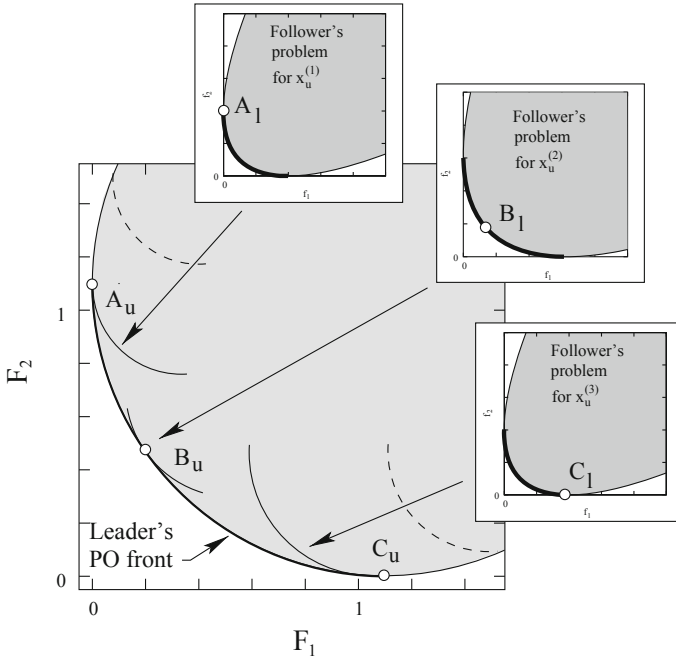 Follower's
problem
for x_u^(1)
f_2
A_l
0
0
f_1
Follower's
problem
for x_u^(2)
f_2
B_l
0
0
f_1
Follower's
problem
for x_u^(3)
f_2
C_l
0
0
f_1
F_2
1
0
A_u
B_u
C_u
Leader's
PO front
0
1
F_1